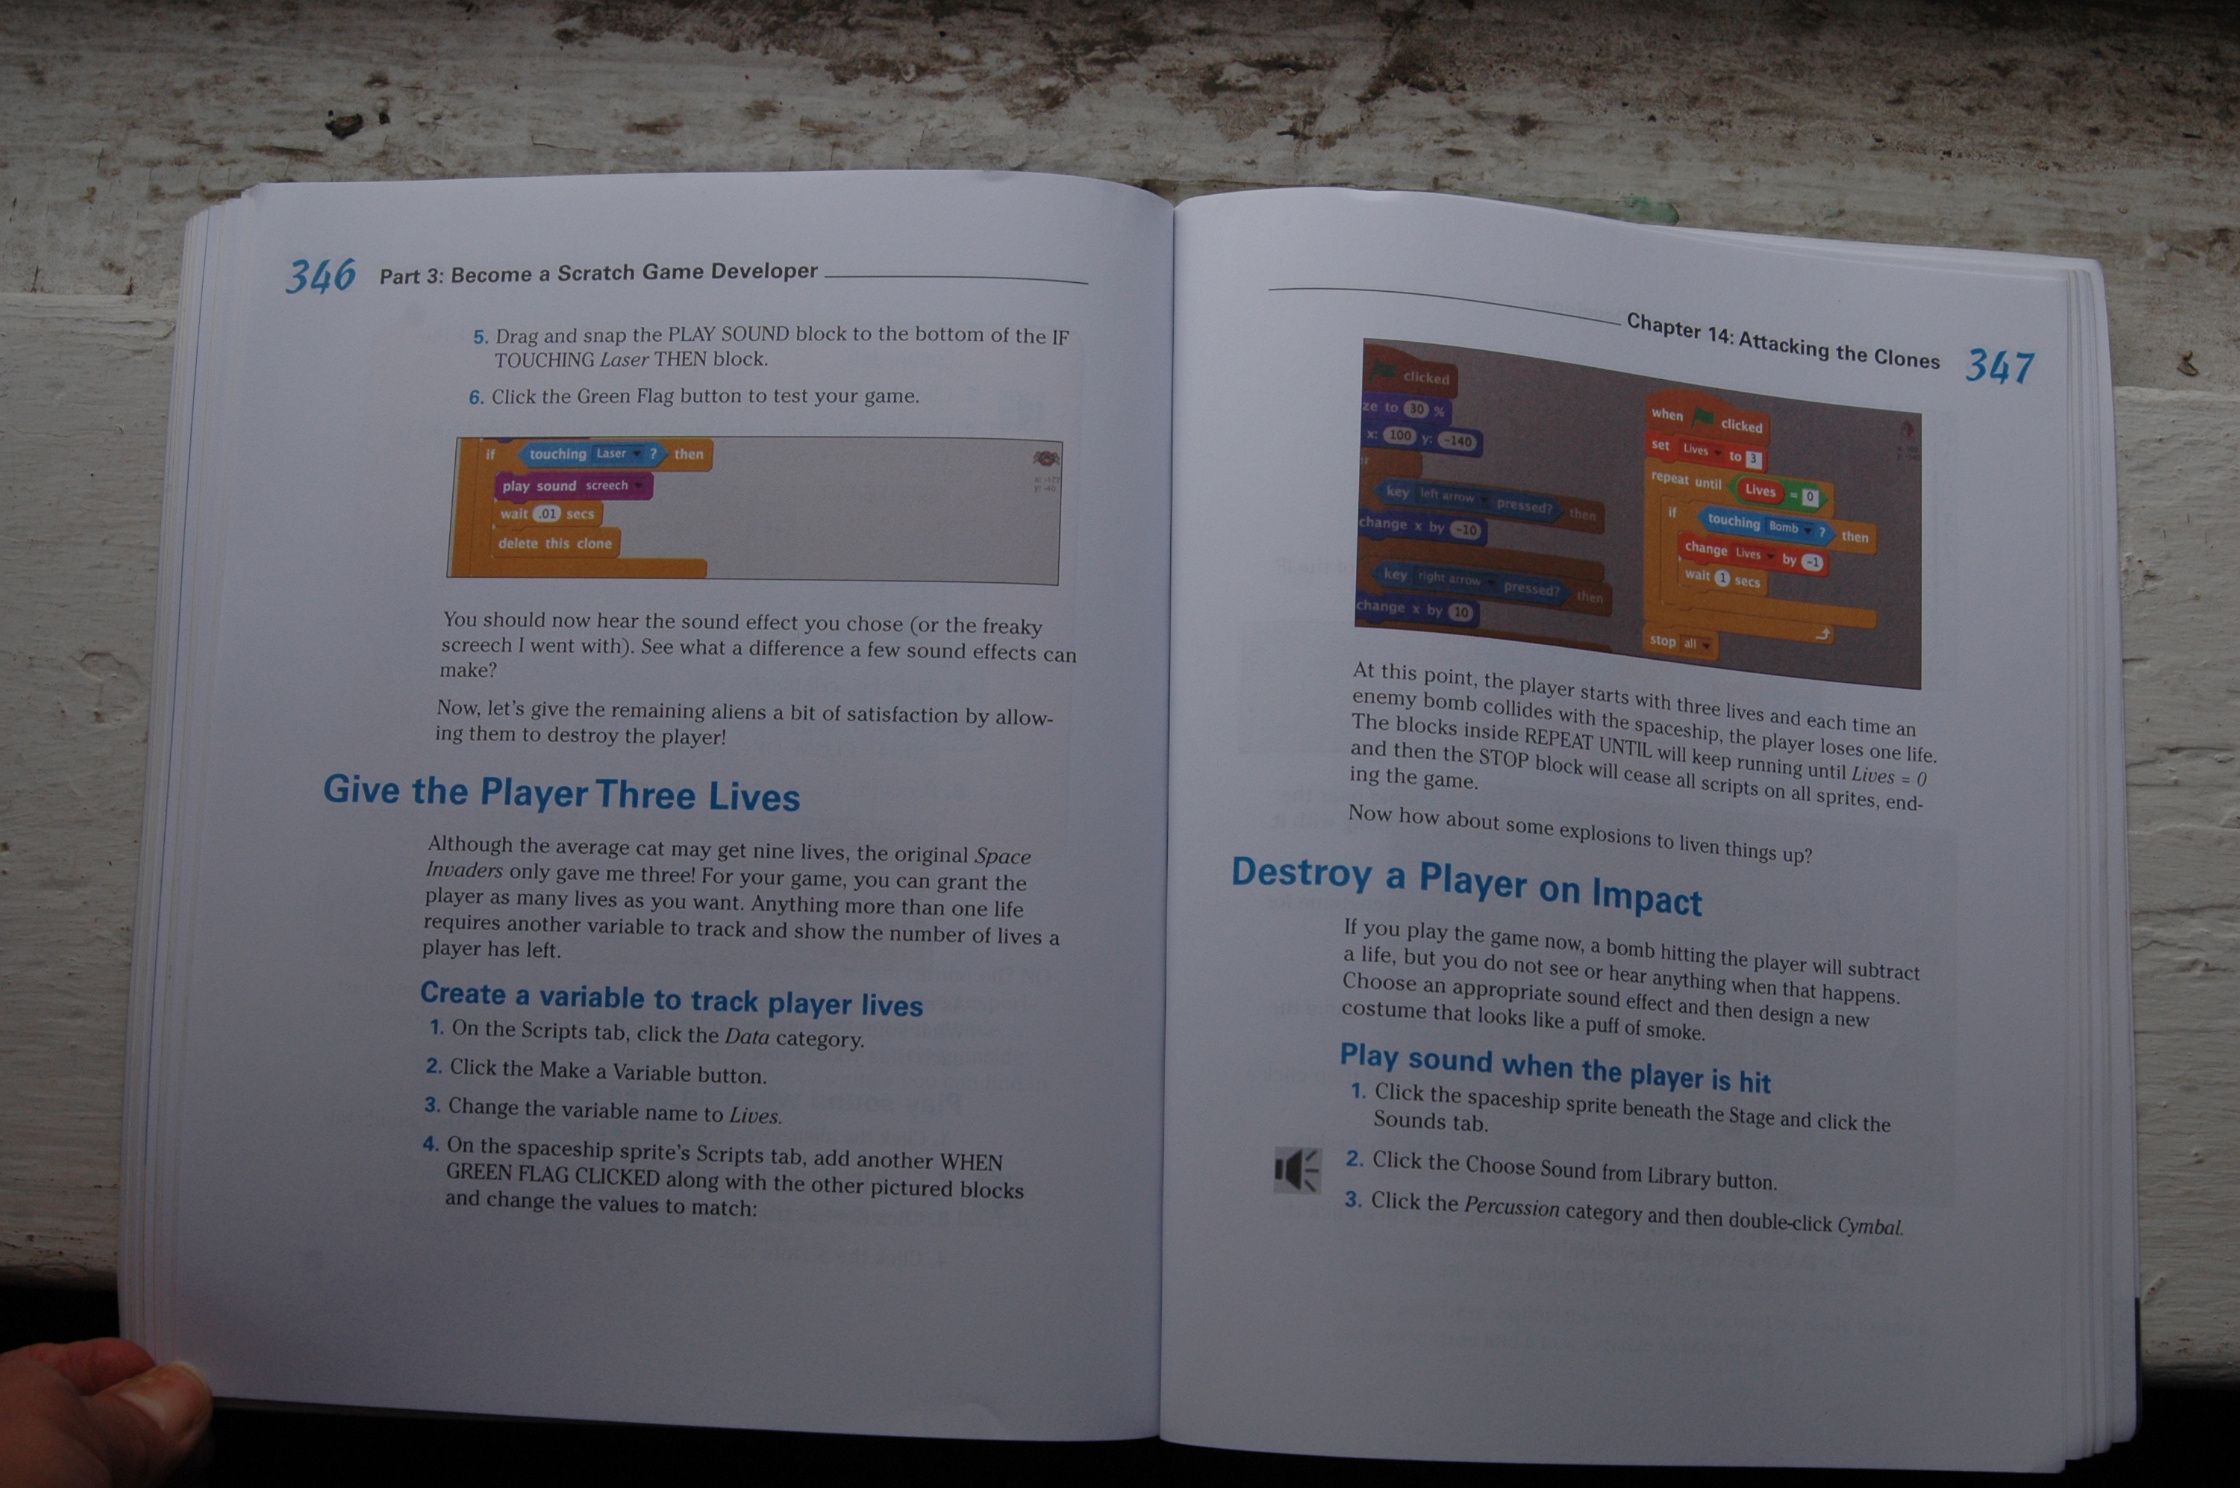 346 Part 3: Become a Scratch Game Developer
5. Drag and snap the PLAY SOUND block to the bottom of the IF
TOUCHING Laser THEN block.
6. Click the Green Flag button to test your game.
if touching Laser ? then
play sound screech
wait .01 secs
delete this clone
You should now hear the sound effect you chose (or the freaky
screech I went with). See what a difference a few sound effects can
make?
Now, let's give the remaining aliens a bit of satisfaction by allow-
ing them to destroy the player!
Give the Player Three Lives
Although the average cat may get nine lives, the original Space
Invaders only gave me three! For your game, you can grant the
player as many lives as you want. Anything more than one life
requires another variable to track and show the number of lives a
player has left.
Create a variable to track player lives
1. On the Scripts tab, click the Data category.
2. Click the Make a Variable button.
3. Change the variable name to Lives.
4. On the spaceship sprite's Scripts tab, add another WHEN
GREEN FLAG CLICKED along with the other pictured blocks
and change the values to match:
Chapter 14: Attacking the Clones 347
clicked
ze to 30 %
x: 100 y: -140
er
key left arrow pressed? then
change x by -10
key right arrow pressed? then
change x by 10
when clicked
set Lives to 3
repeat until Lives = 0
if touching Bomb ? then
change Lives by -1
wait 1 secs
stop all
At this point, the player starts with three lives and each time an
enemy bomb collides with the spaceship, the player loses one life.
The blocks inside REPEAT UNTIL will keep running until Lives = 0
and then the STOP block will cease all scripts on all sprites, end-
ing the game.
Now how about some explosions to liven things up?
Destroy a Player on Impact
If you play the game now, a bomb hitting the player will subtract
a life, but you do not see or hear anything when that happens.
Choose an appropriate sound effect and then design a new
costume that looks like a puff of smoke.
Play sound when the player is hit
1. Click the spaceship sprite beneath the Stage and click the
Sounds tab.
2. Click the Choose Sound from Library button.
3. Click the Percussion category and then double-click Cymbal.